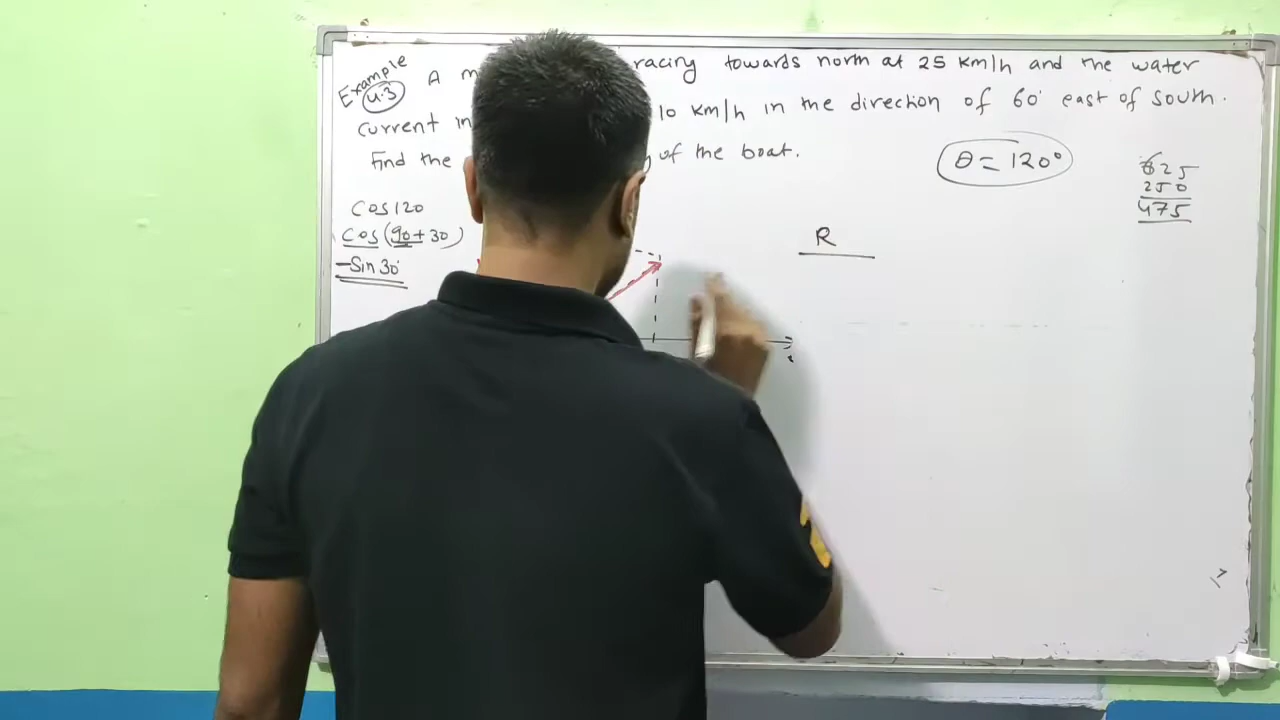 Example 4.3 A m racing towards north at 25 km/h and the water
current in 10 km/h in the direction of 60° east of south.
Find the of the boat.
θ = 120°
625
250
475
Cos 120
Cos (90 + 30)
-Sin 30°
R